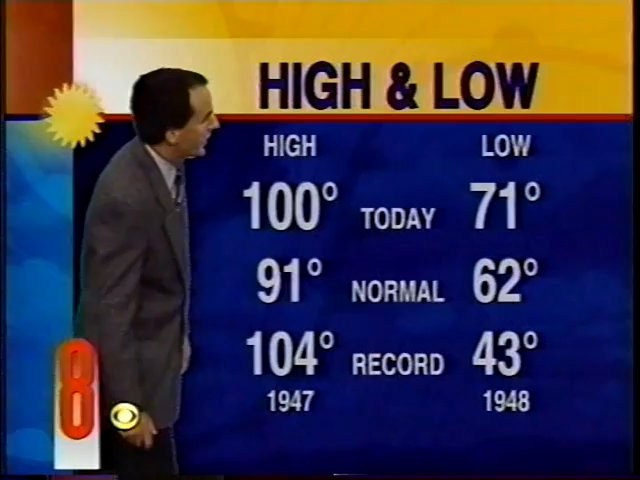 HIGH & LOW
HIGH LOW
100° TODAY 71°
91° NORMAL 62°
104° RECORD 43°
1947 1948
8